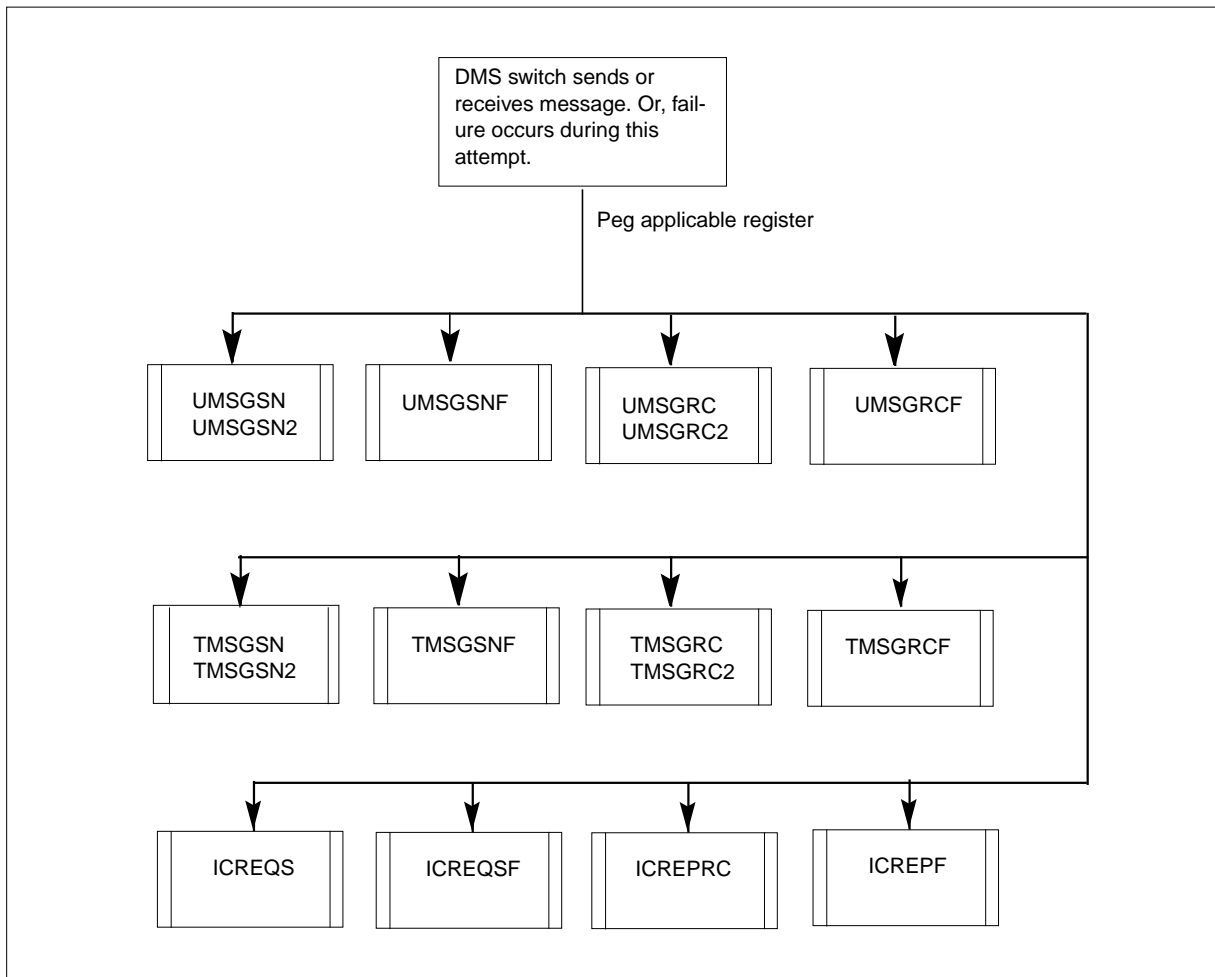 DMS switch sends or
receives message. Or, fail-
ure occurs during this
attempt.
Peg applicable register
UMSGSN
UMSGSN2
UMSGSNF
UMSGRC
UMSGRC2
UMSGRCF
TMSGSN
TMSGSN2
TMSGSNF
TMSGRC
TMSGRC2
TMSGRCF
ICREQS
ICREQSF
ICREPRC
ICREPF